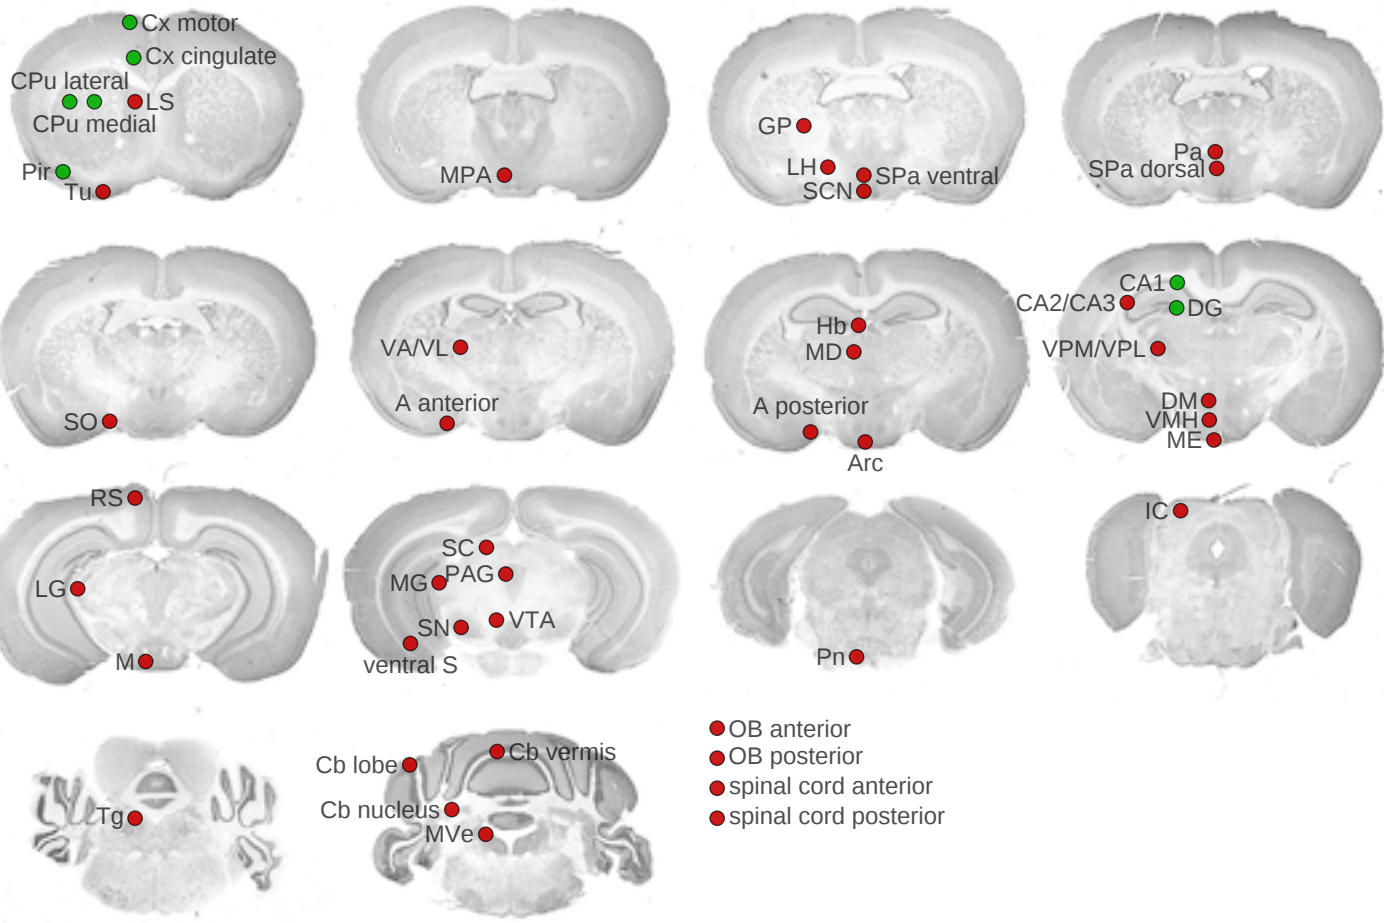 Cx motor
Cx cingulate
CPu lateral
LS
CPu medial
Pir
Tu
MPA
GP
LH
SPa ventral
SCN
Pa
SPa dorsal
SO
VA/VL
A anterior
Hb
MD
A posterior
Arc
CA1
CA2/CA3
DG
VPM/VPL
DM
VMH
ME
RS
LG
M
SC
MG
PAG
SN
VTA
ventral S
Pn
IC
Tg
Cb vermis
Cb lobe
Cb nucleus
MVe
OB anterior
OB posterior
spinal cord anterior
spinal cord posterior